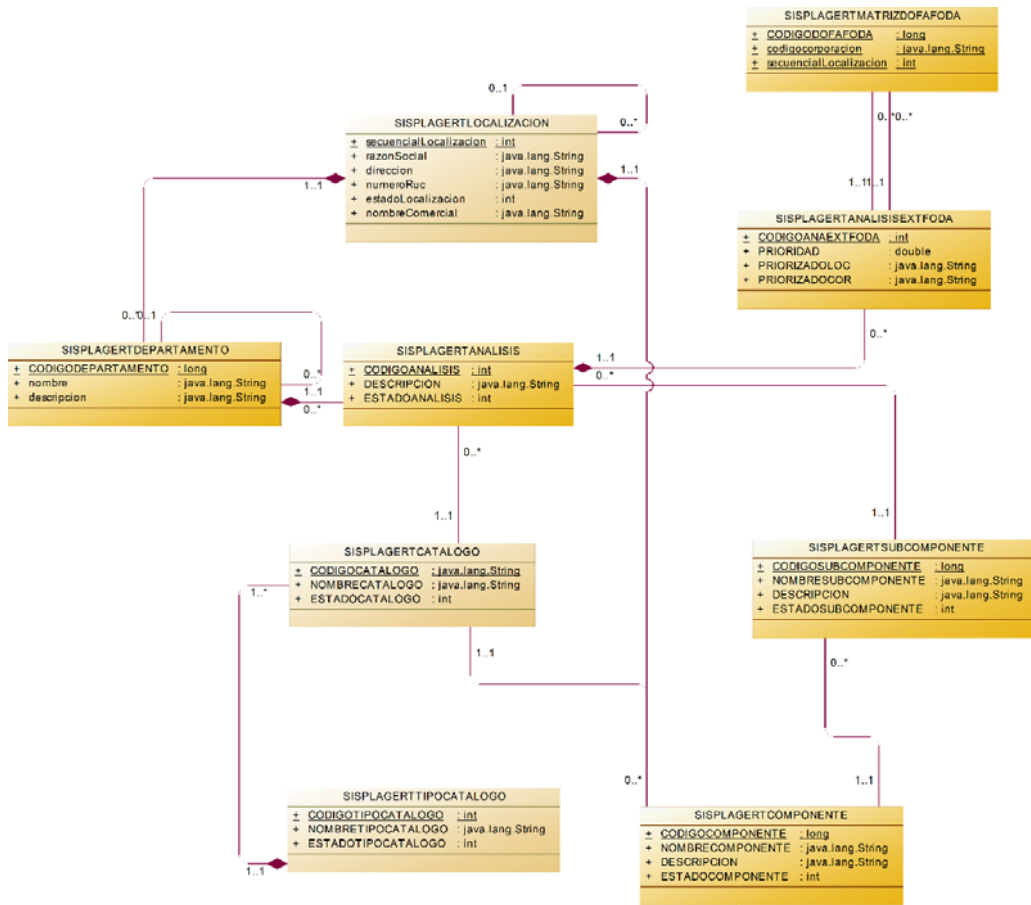 SISPLAGERTMATRIZDOFAFODA
+ CODIGODOFAFODA : long
+ codigocorporacion : java.lang.String
+ secuencialLocalizacion : int
0..*0..*
1..11..1
0..1
0..*
SISPLAGERTLOCALIZACION
+ secuencialLocalizacion : int
+ razonSocial : java.lang.String
+ direccion : java.lang.String
+ numeroRuc : java.lang.String
+ estadoLocalizacion : int
+ nombreComercial : java.lang.String
1..1
1..1
SISPLAGERTANALISISEXTFODA
+ CODIGOANAEXTFODA : int
+ PRIORIDAD : double
+ PRIORIZADOLOC : java.lang.String
+ PRIORIZADOCOR : java.lang.String
0..*
0..*0..1
SISPLAGERTDEPARTAMENTO
+ CODIGODEPARTAMENTO : long
+ nombre : java.lang.String
+ descripcion : java.lang.String
0..*
1..1
0..*
SISPLAGERTANALISIS
+ CODIGOANALISIS : int
+ DESCRIPCION : java.lang.String
+ ESTADOANALISIS : int
1..1
0..*
0..*
1..1
1..1
SISPLAGERTCATALOGO
+ CODIGOCATALOGO : java.lang.String
+ NOMBRECATALOGO : java.lang.String
+ ESTADOCATALOGO : int
1..*
1..1
SISPLAGERTSUBCOMPONENTE
+ CODIGOSUBCOMPONENTE : long
+ NOMBRESUBCOMPONENTE : java.lang.String
+ DESCRIPCION : java.lang.String
+ ESTADOSUBCOMPONENTE : int
0..*
1..1
0..*
SISPLAGERTTIPOCATALOGO
+ CODIGOTIPOCATALOGO : int
+ NOMBRETIPOCATALOGO : java.lang.String
+ ESTADOTIPOCATALOGO : int
1..1
SISPLAGERTCOMPONENTE
+ CODIGOCOMPONENTE : long
+ NOMBRECOMPONENTE : java.lang.String
+ DESCRIPCION : java.lang.String
+ ESTADOCOMPONENTE : int